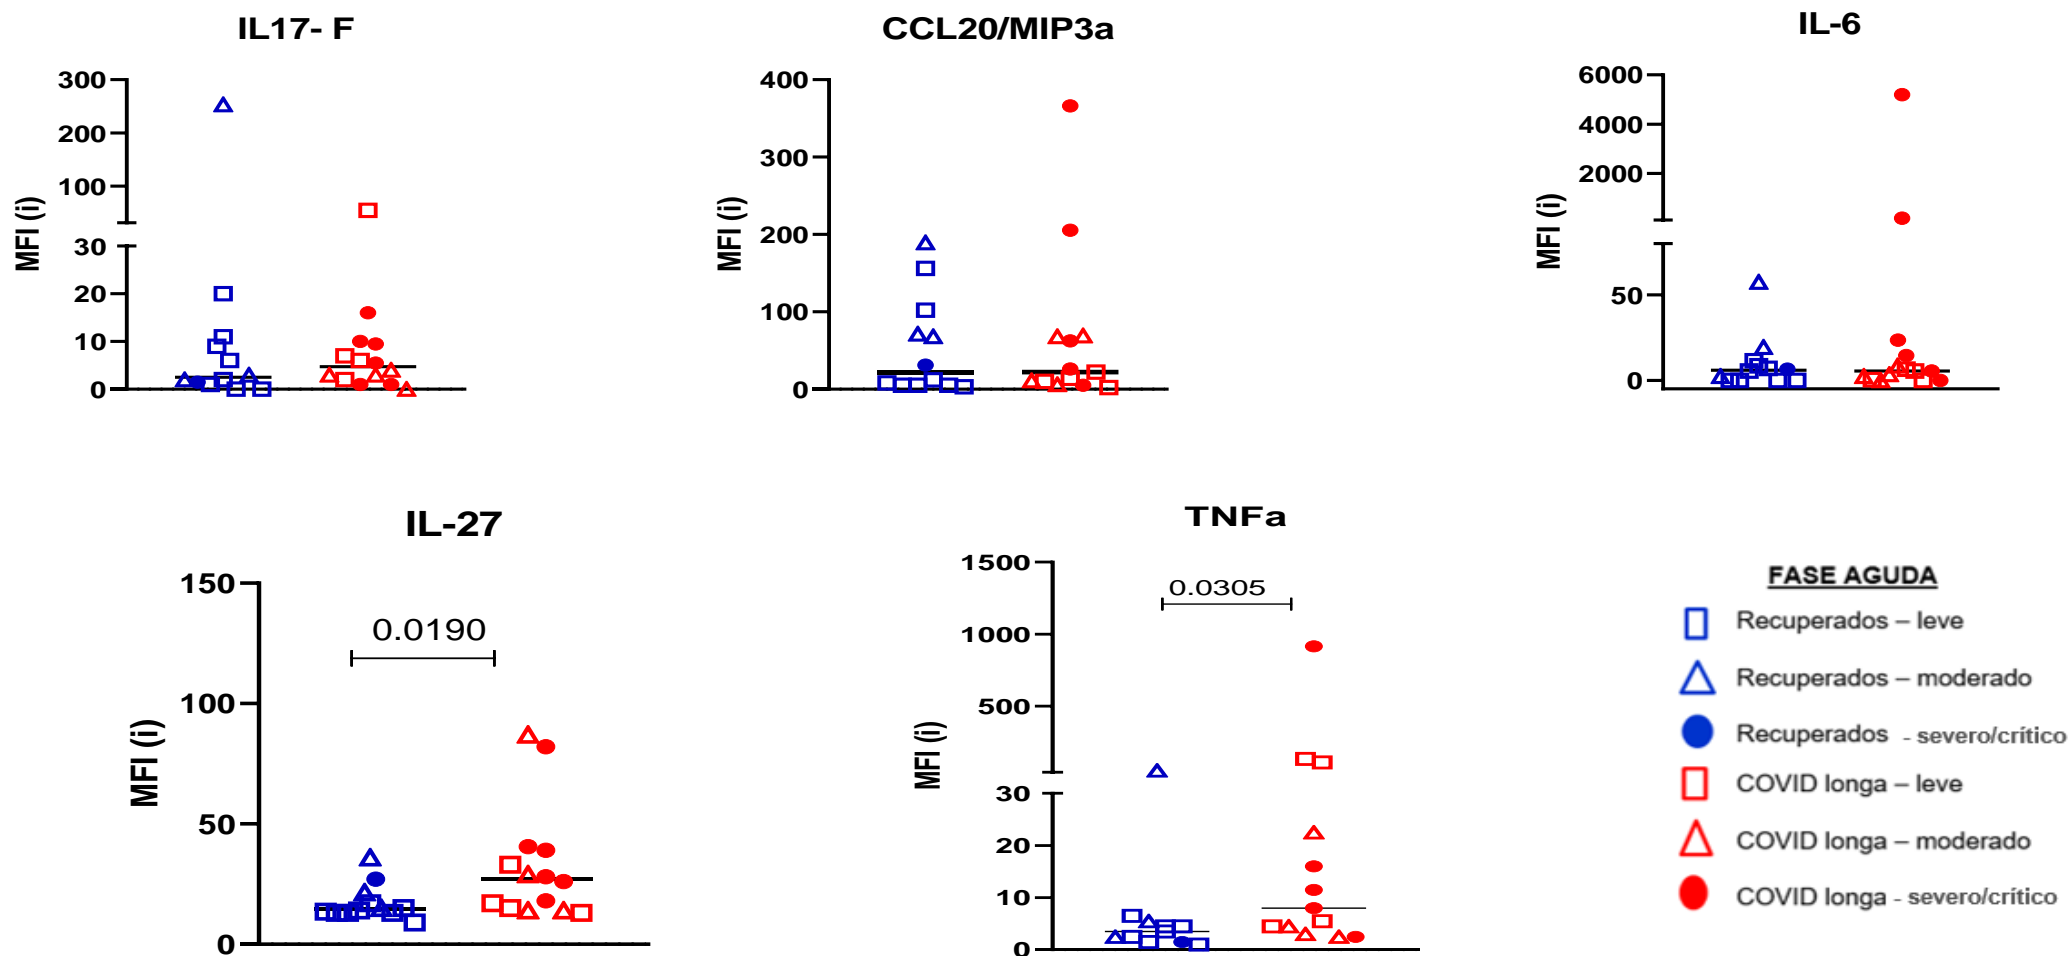 IL17- F
MFI (i)
300
200
100
30
20
10
0
CCL20/MIP3a
MFI (i)
400
300
200
100
0
IL-6
MFI (i)
6000
4000
2000
50
0
IL-27
MFI (i)
150
100
50
0
0.0190
TNFa
MFI (i)
1500
1000
500
30
20
10
0
0.0305
FASE AGUDA
Recuperados – leve
Recuperados – moderado
Recuperados - severo/crítico
COVID longa – leve
COVID longa – moderado
COVID longa - severo/crítico